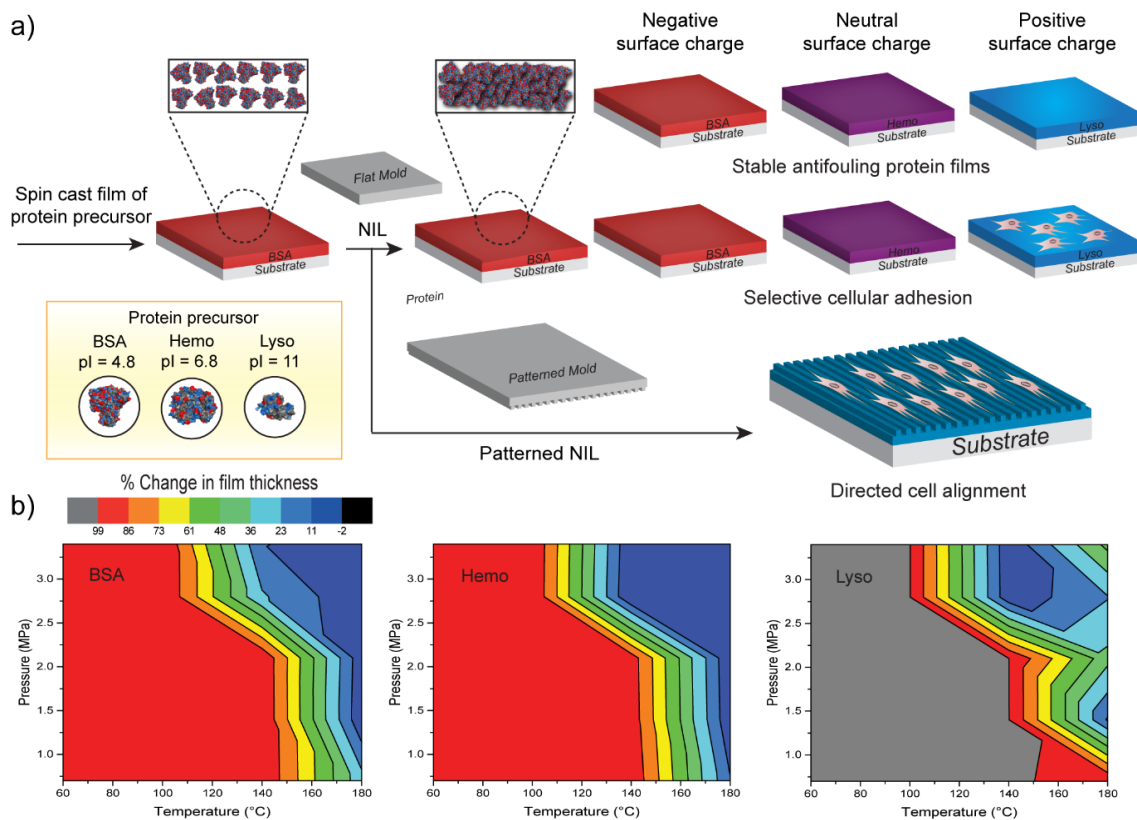 a)
Negative
surface charge
Neutral
surface charge
Positive
surface charge
BSA
Substrate
Hemo
Substrate
Lyso
Substrate
Stable antifouling protein films
Flat Mold
Spin cast film of
protein precursor
NIL
BSA
Substrate
BSA
Substrate
BSA
Substrate
Hemo
Substrate
Lyso
Substrate
Selective cellular adhesion
Protein
Protein precursor
BSA
pI = 4.8
Hemo
pI = 6.8
Lyso
pI = 11
Patterned Mold
Patterned NIL
Substrate
Directed cell alignment
b)
% Change in film thickness
99 86 73 61 48 36 23 11 -2
BSA
Pressure (MPa)
3.0
2.5
2.0
1.5
1.0
60 80 100 120 140 160 180
Temperature (°C)
Hemo
Pressure (MPa)
3.0
2.5
2.0
1.5
1.0
60 80 100 120 140 160 180
Temperature (°C)
Lyso
Pressure (MPa)
3.0
2.5
2.0
1.5
1.0
60 80 100 120 140 160 180
Temperature (°C)